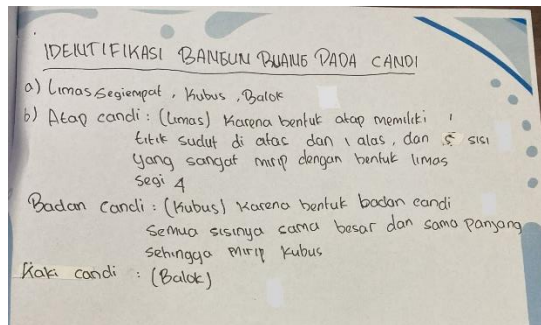 IDENTIFIKASI BANGUN RUANG PADA CANDI
a) Limas Segiempat, Kubus, Balok
b) Atap candi : (Limas) Karena bentuk atap memiliki 1
titik sudut di atas dan 1 alas, dan 5 sisi
yang sangat mirip dengan bentuk limas
segi 4
Badan candi : (Kubus) Karena bentuk badan candi
semua sisinya sama besar dan sama panjang
sehingga mirip kubus
Kaki candi : (Balok)